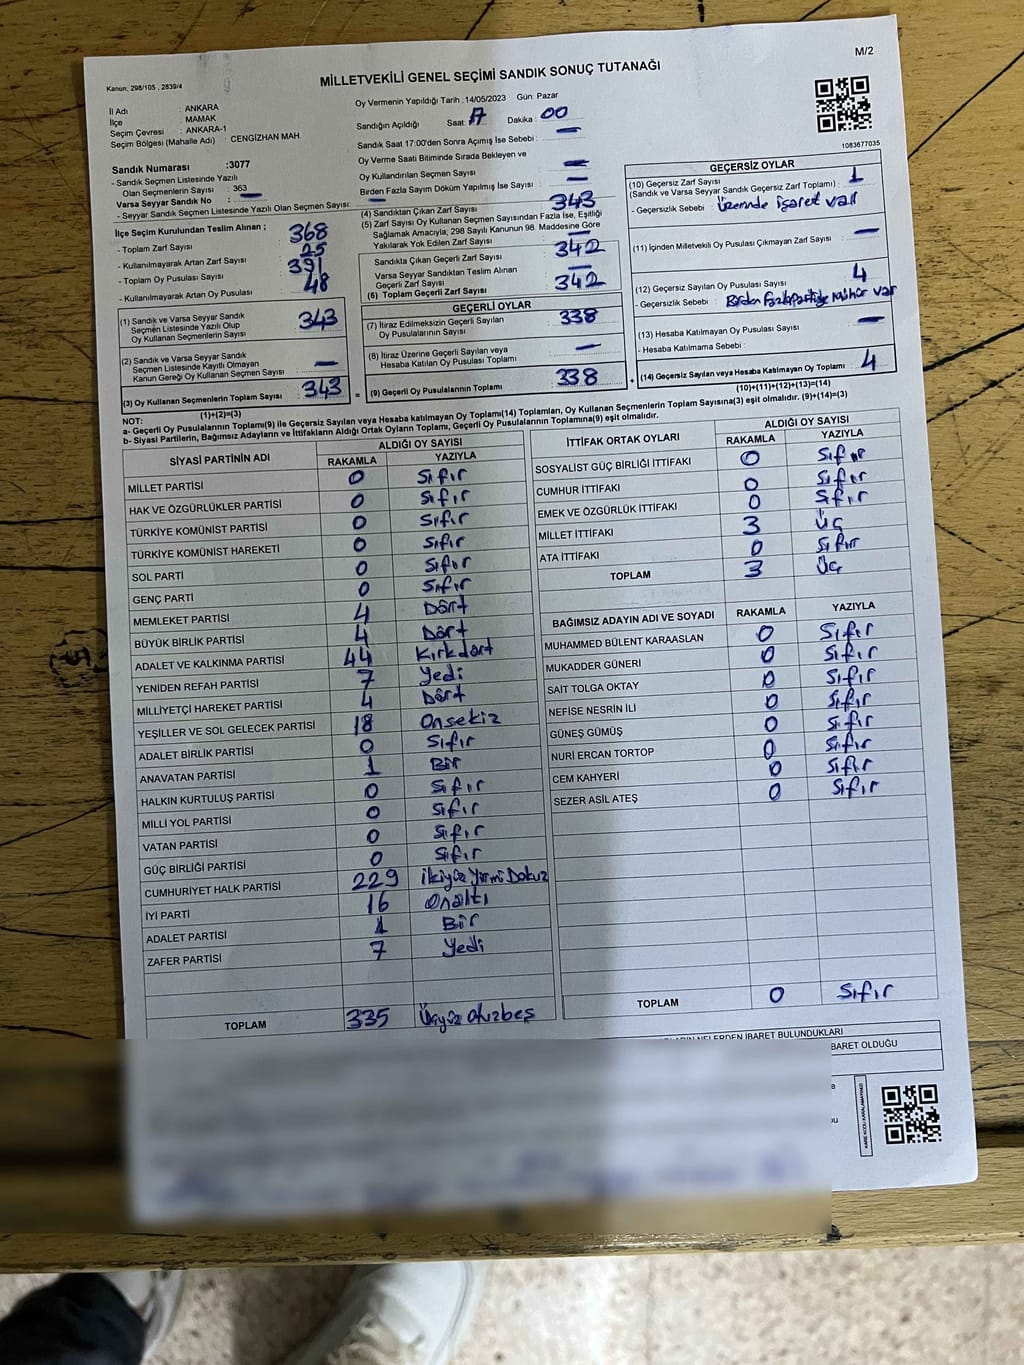 M/2
Kanun, 298/105 , 2839/4
MİLLETVEKİLİ GENEL SEÇİMİ SANDIK SONUÇ TUTANAĞI
İl Adı : ANKARA
İlçe : MAMAK
Seçim Çevresi : ANKARA-1
Seçim Bölgesi (Mahalle Adı) : CENGİZHAN MAH.
Sandık Numarası :3077
- Sandık Seçmen Listesinde Yazılı
Olan Seçmenlerin Sayısı : 363
Varsa Seyyar Sandık No : —
- Seyyar Sandık Seçmen Listesinde Yazılı Olan Seçmen Sayısı: —
Oy Vermenin Yapıldığı Tarih :14/05/2023 Gün: Pazar
Sandığın Açıldığı Saat: 17 Dakika : 00
Sandık Saat 17:00'den Sonra Açımış İse Sebebi : —
Oy Verme Saati Bitiminde Sırada Bekleyen ve
Oy Kullandırılan Seçmen Sayısı : —
Birden Fazla Sayım Döküm Yapılmış İse Sayısı : —
1083677035
İlçe Seçim Kurulundan Teslim Alınan ;
- Toplam Zarf Sayısı : 368
- Kullanılmayarak Artan Zarf Sayısı : 25
- Toplam Oy Pusulası Sayısı : 391
- Kullanılmayarak Artan Oy Pusulası : 48
(1) Sandık ve Varsa Seyyar Sandık
Seçmen Listesinde Yazılı Olup
Oy Kullanan Seçmenlerin Sayısı : 343
(2) Sandık ve Varsa Seyyar Sandık
Seçmen Listesinde Kayıtlı Olmayan
Kanun Gereği Oy Kullanan Seçmen Sayısı : —
(3) Oy Kullanan Seçmenlerin Toplam Sayısı : 343
(1)+(2)=(3)
(4) Sandıktan Çıkan Zarf Sayısı : 343
(5) Zarf Sayısı Oy Kullanan Seçmen Sayısından Fazla İse, Eşitliği
Sağlamak Amacıyla; 298 Sayılı Kanunun 98. Maddesine Göre
Yakılarak Yok Edilen Zarf Sayısı : —
Sandıkta Çıkan Geçerli Zarf Sayısı : 342
Varsa Seyyar Sandıktan Teslim Alınan
Geçerli Zarf Sayısı : —
(6) Toplam Geçerli Zarf Sayısı : 342
GEÇERLİ OYLAR
(7) İtiraz Edilmeksizin Geçerli Sayılan
Oy Pusulalarının Sayısı : 338
(8) İtiraz Üzerine Geçerli Sayılan veya
Hesaba Katılan Oy Pusulası Toplamı : —
= (9) Geçerli Oy Pusulalarının Toplamı : 338 +
GEÇERSİZ OYLAR
(10) Geçersiz Zarf Sayısı
(Sandık ve Varsa Seyyar Sandık Geçersiz Zarf Toplamı) : 1
- Geçersizlik Sebebi : Üzerinde işaret var
(11) İçinden Milletvekili Oy Pusulası Çıkmayan Zarf Sayısı : —
(12) Geçersiz Sayılan Oy Pusulası Sayısı : 4
- Geçersizlik Sebebi : Birden fazla partiye mühür var
(13) Hesaba Katılmayan Oy Pusulası Sayısı : —
- Hesaba Katılmama Sebebi :
(14) Geçersiz Sayılan veya Hesaba Katılmayan Oy Toplamı : 4
(10)+(11)+(12)+(13)=(14)
NOT:
a- Geçerli Oy Pusulalarının Toplamı(9) ile Geçersiz Sayılan veya Hesaba katılmayan Oy Toplamı(14) Toplamları, Oy Kullanan Seçmenlerin Toplam Sayısına(3) eşit olmalıdır. (9)+(14)=(3)
b- Siyasi Partilerin, Bağımsız Adayların ve İttifakların Aldığı Ortak Oyların Toplamı, Geçerli Oy Pusulalarının Toplamına(9) eşit olmalıdır.
SİYASİ PARTİNİN ADI ALDIĞI OY SAYISI
RAKAMLA YAZIYLA
MİLLET PARTİSİ 0 Sıfır
HAK VE ÖZGÜRLÜKLER PARTİSİ 0 Sıfır
TÜRKİYE KOMÜNİST PARTİSİ 0 Sıfır
TÜRKİYE KOMÜNİST HAREKETİ 0 Sıfır
SOL PARTİ 0 Sıfır
GENÇ PARTİ 0 Sıfır
MEMLEKET PARTİSİ 4 Dört
BÜYÜK BİRLİK PARTİSİ 4 Dört
ADALET VE KALKINMA PARTİSİ 44 Kırkdört
YENİDEN REFAH PARTİSİ 7 Yedi
MİLLİYETÇİ HAREKET PARTİSİ 4 Dört
YEŞİLLER VE SOL GELECEK PARTİSİ 18 Onsekiz
ADALET BİRLİK PARTİSİ 0 Sıfır
ANAVATAN PARTİSİ 1 Bir
HALKIN KURTULUŞ PARTİSİ 0 Sıfır
MİLLİ YOL PARTİSİ 0 Sıfır
VATAN PARTİSİ 0 Sıfır
GÜÇ BİRLİĞİ PARTİSİ 0 Sıfır
CUMHURİYET HALK PARTİSİ 229 İkiyüz Yirmi Dokuz
İYİ PARTİ 16 Onaltı
ADALET PARTİSİ 1 Bir
ZAFER PARTİSİ 7 Yedi
TOPLAM 335 Üçyüz otuzbeş
İTTİFAK ORTAK OYLARI ALDIĞI OY SAYISI
RAKAMLA YAZIYLA
SOSYALİST GÜÇ BİRLİĞİ İTTİFAKI 0 Sıfır
CUMHUR İTTİFAKI 0 Sıfır
EMEK VE ÖZGÜRLÜK İTTİFAKI 0 Sıfır
MİLLET İTTİFAKI 3 Üç
ATA İTTİFAKI 0 Sıfır
TOPLAM 3 Üç
BAĞIMSIZ ADAYIN ADI VE SOYADI RAKAMLA YAZIYLA
MUHAMMED BÜLENT KARAASLAN 0 Sıfır
MUKADDER GÜNERİ 0 Sıfır
SAİT TOLGA OKTAY 0 Sıfır
NEFİSE NESRİN İLİ 0 Sıfır
GÜNEŞ GÜMÜŞ 0 Sıfır
NURİ ERCAN TORTOP 0 Sıfır
CEM KAHYERİ 0 Sıfır
SEZER ASİL ATEŞ 0 Sıfır
TOPLAM 0 Sıfır
NELERDEN İBARET BULUNDUKLARI
BARET OLDUĞU